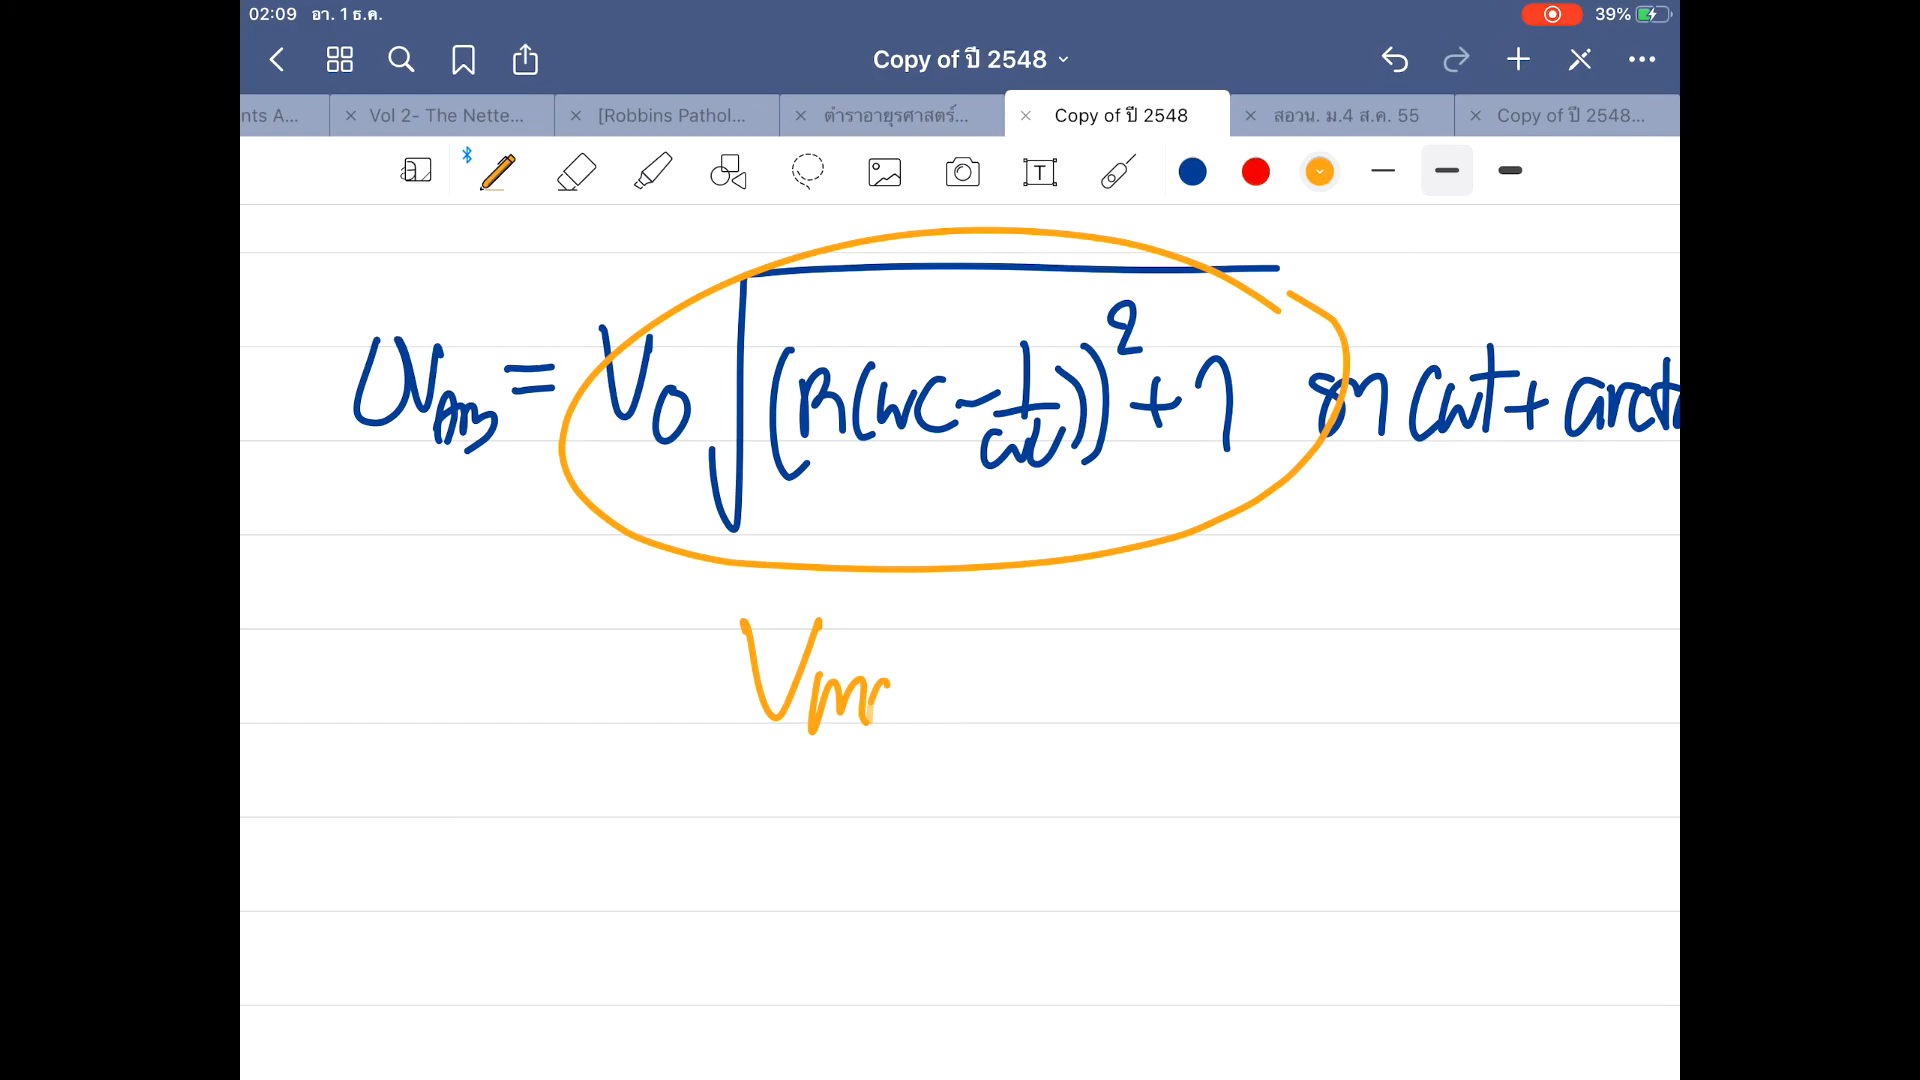 02:09 อา. 1 ธ.ค.
39%
Copy of ปี 2548
nts A...
Vol 2- The Nette...
[Robbins Pathol...
ตำราอายุรศาสตร์...
Copy of ปี 2548
สอวน. ม.4 ส.ค. 55
Copy of ปี 2548...
= V₀ √((R(ωC - 1/ωL))² + 1) sin (ωt + arcta
Vm